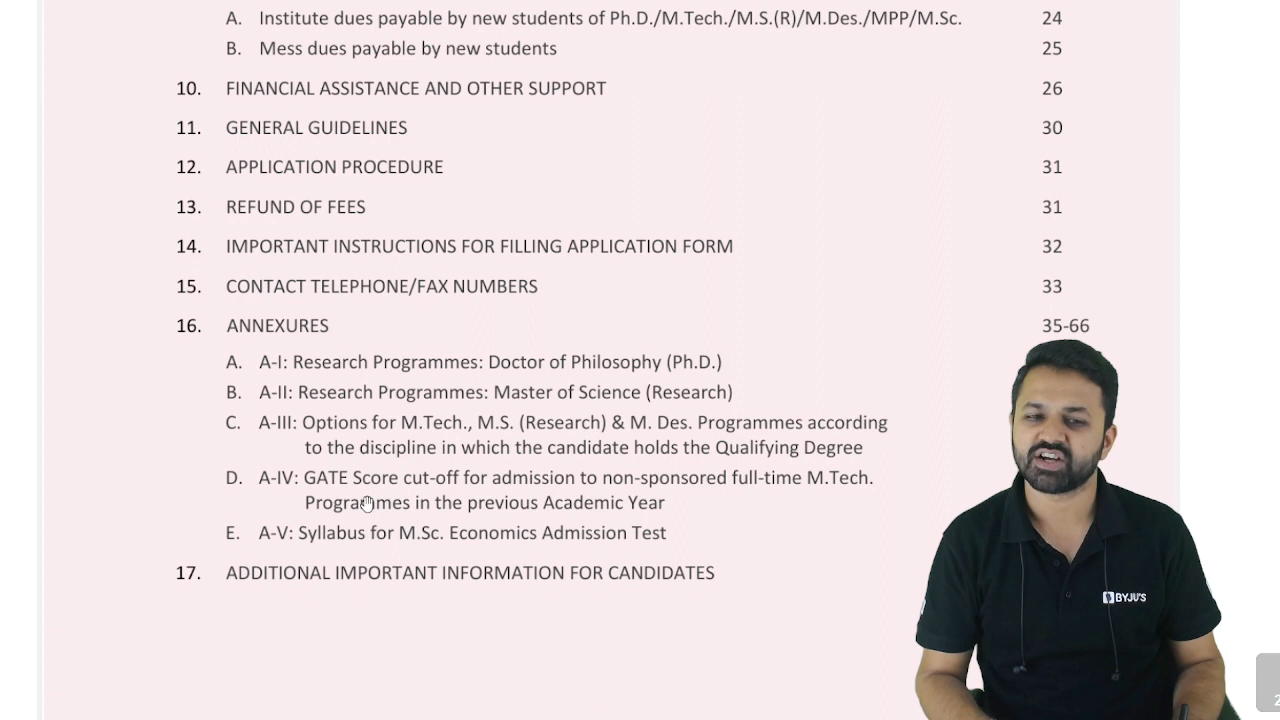 A. Institute dues payable by new students of Ph.D./M.Tech./M.S.(R)/M.Des./MPP/M.Sc. 24
B. Mess dues payable by new students 25
10. FINANCIAL ASSISTANCE AND OTHER SUPPORT 26
11. GENERAL GUIDELINES 30
12. APPLICATION PROCEDURE 31
13. REFUND OF FEES 31
14. IMPORTANT INSTRUCTIONS FOR FILLING APPLICATION FORM 32
15. CONTACT TELEPHONE/FAX NUMBERS 33
16. ANNEXURES 35-66
A. A-I: Research Programmes: Doctor of Philosophy (Ph.D.)
B. A-II: Research Programmes: Master of Science (Research)
C. A-III: Options for M.Tech., M.S. (Research) & M. Des. Programmes according
to the discipline in which the candidate holds the Qualifying Degree
D. A-IV: GATE Score cut-off for admission to non-sponsored full-time M.Tech.
Programmes in the previous Academic Year
E. A-V: Syllabus for M.Sc. Economics Admission Test
17. ADDITIONAL IMPORTANT INFORMATION FOR CANDIDATES
BYJU'S
2